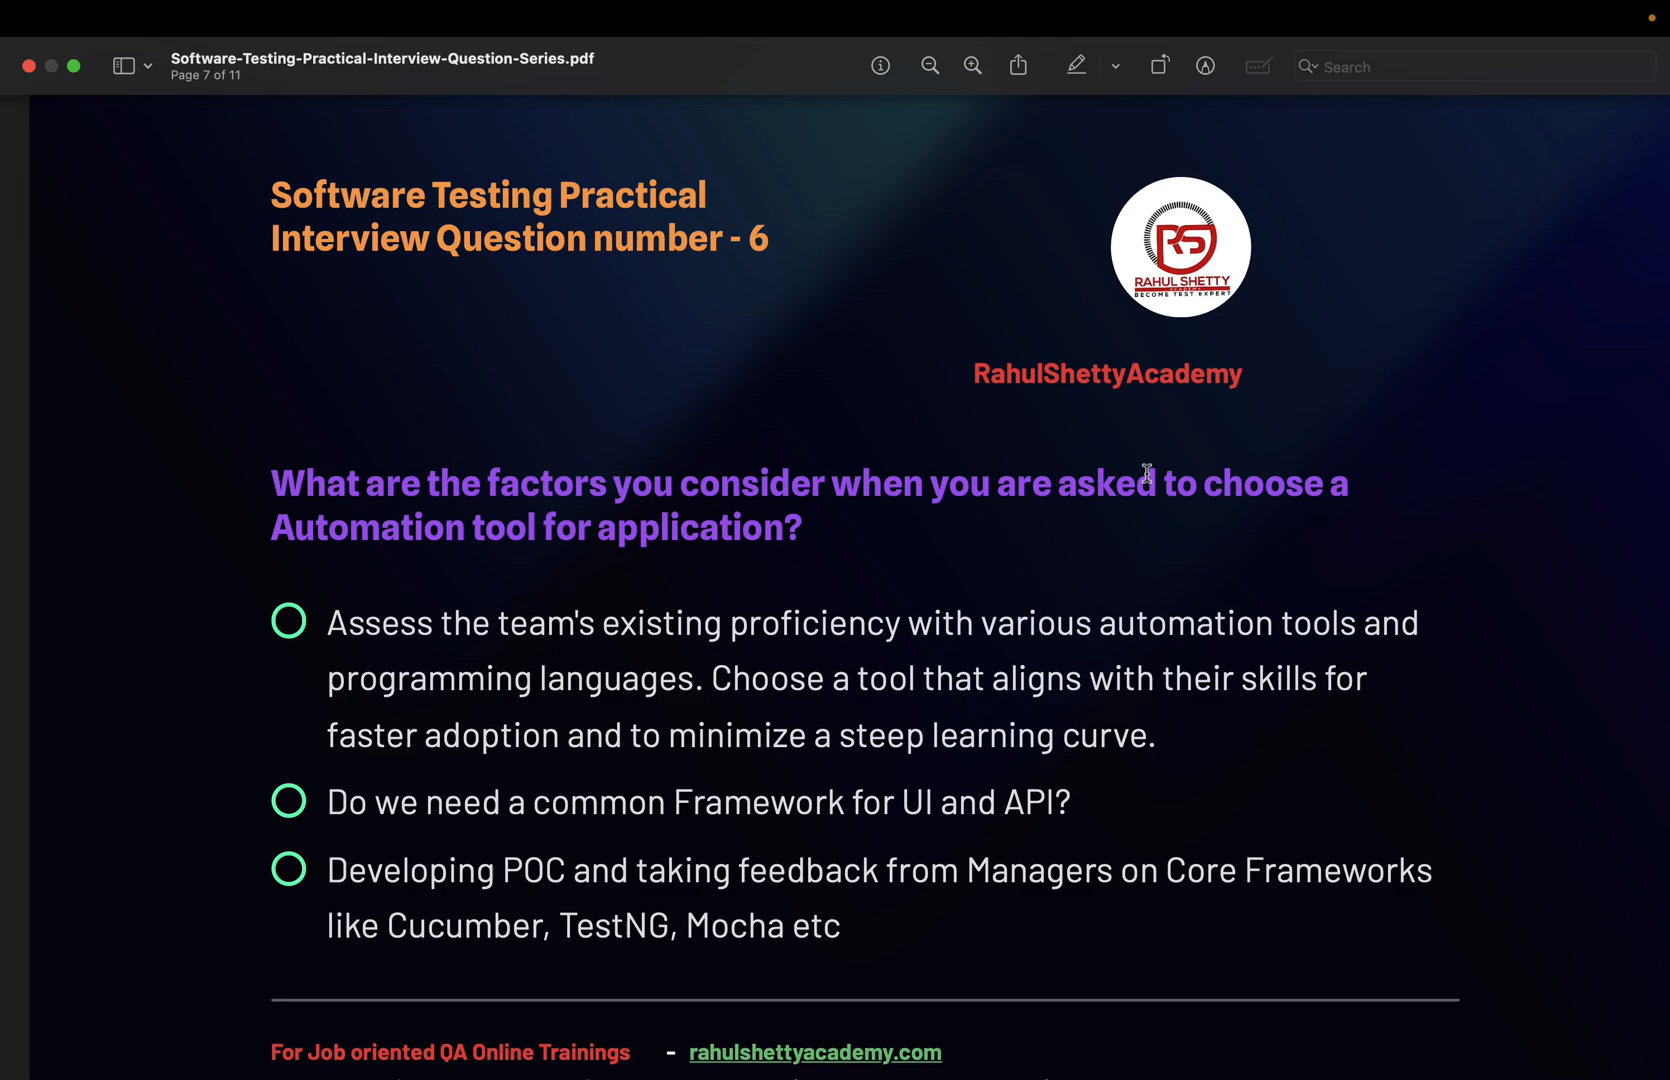 Software-Testing-Practical-Interview-Question-Series.pdf
Page 7 of 11
Search
Software Testing Practical
Interview Question number - 6
RS
RAHUL SHETTY
ACADEMY
BECOME TEST EXPERT
RahulShettyAcademy
What are the factors you consider when you are asked to choose a
Automation tool for application?
Assess the team's existing proficiency with various automation tools and
programming languages. Choose a tool that aligns with their skills for
faster adoption and to minimize a steep learning curve.
Do we need a common Framework for UI and API?
Developing POC and taking feedback from Managers on Core Frameworks
like Cucumber, TestNG, Mocha etc
For Job oriented QA Online Trainings - rahulshettyacademy.com